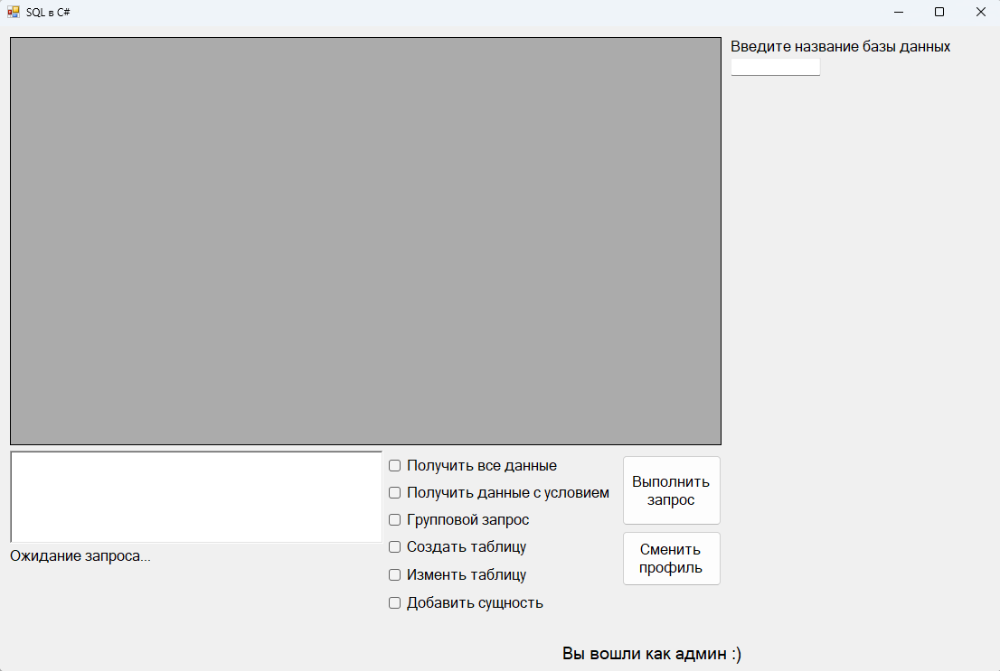 SQL в C#
Введите название базы данных
Получить все данные
Получить данные с условием
Групповой запрос
Создать таблицу
Изменть таблицу
Добавить сущность
Выполнить
запрос
Сменить
профиль
Ожидание запроса...
Вы вошли как админ :)